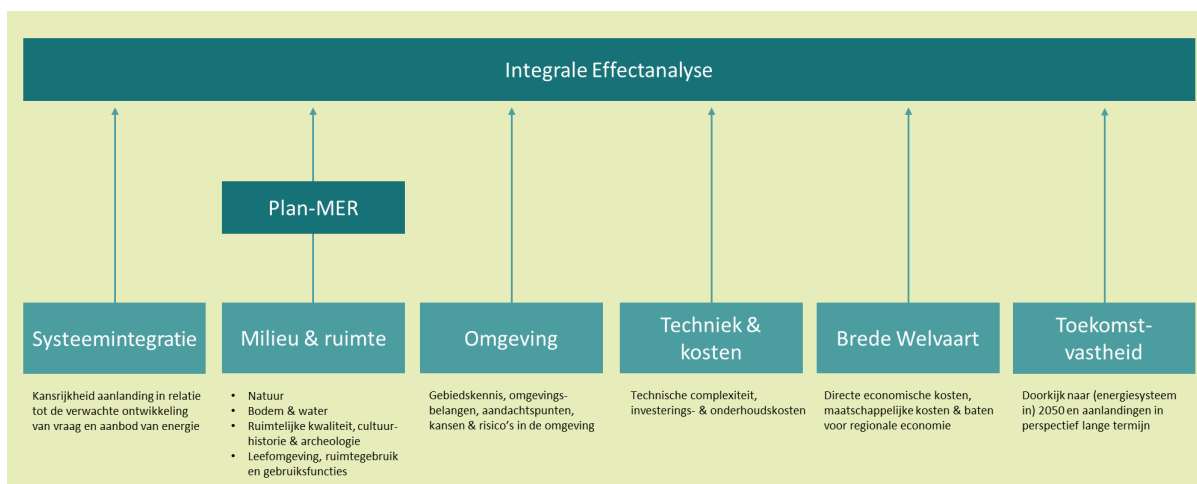 Integrale Effectanalyse
Plan-MER
Systeemintegratie
Milieu & ruimte
Omgeving
Techniek &
kosten
Brede Welvaart
Toekomst-
vastheid
Kansrijkheid aanlanding in relatie
tot de verwachte ontwikkeling
van vraag en aanbod van energie
• Natuur
• Bodem & water
• Ruimtelijke kwaliteit, cultuur-
historie & archeologie
• Leefomgeving, ruimtegebruik
en gebruiksfuncties
Gebiedskennis, omgevings-
belangen, aandachtspunten,
kansen & risico's in de omgeving
Technische complexiteit,
investerings- & onderhoudskosten
Directe economische kosten,
maatschappelijke kosten & baten
voor regionale economie
Doorkijk naar (energiesysteem
in) 2050 en aanlandingen in
perspectief lange termijn